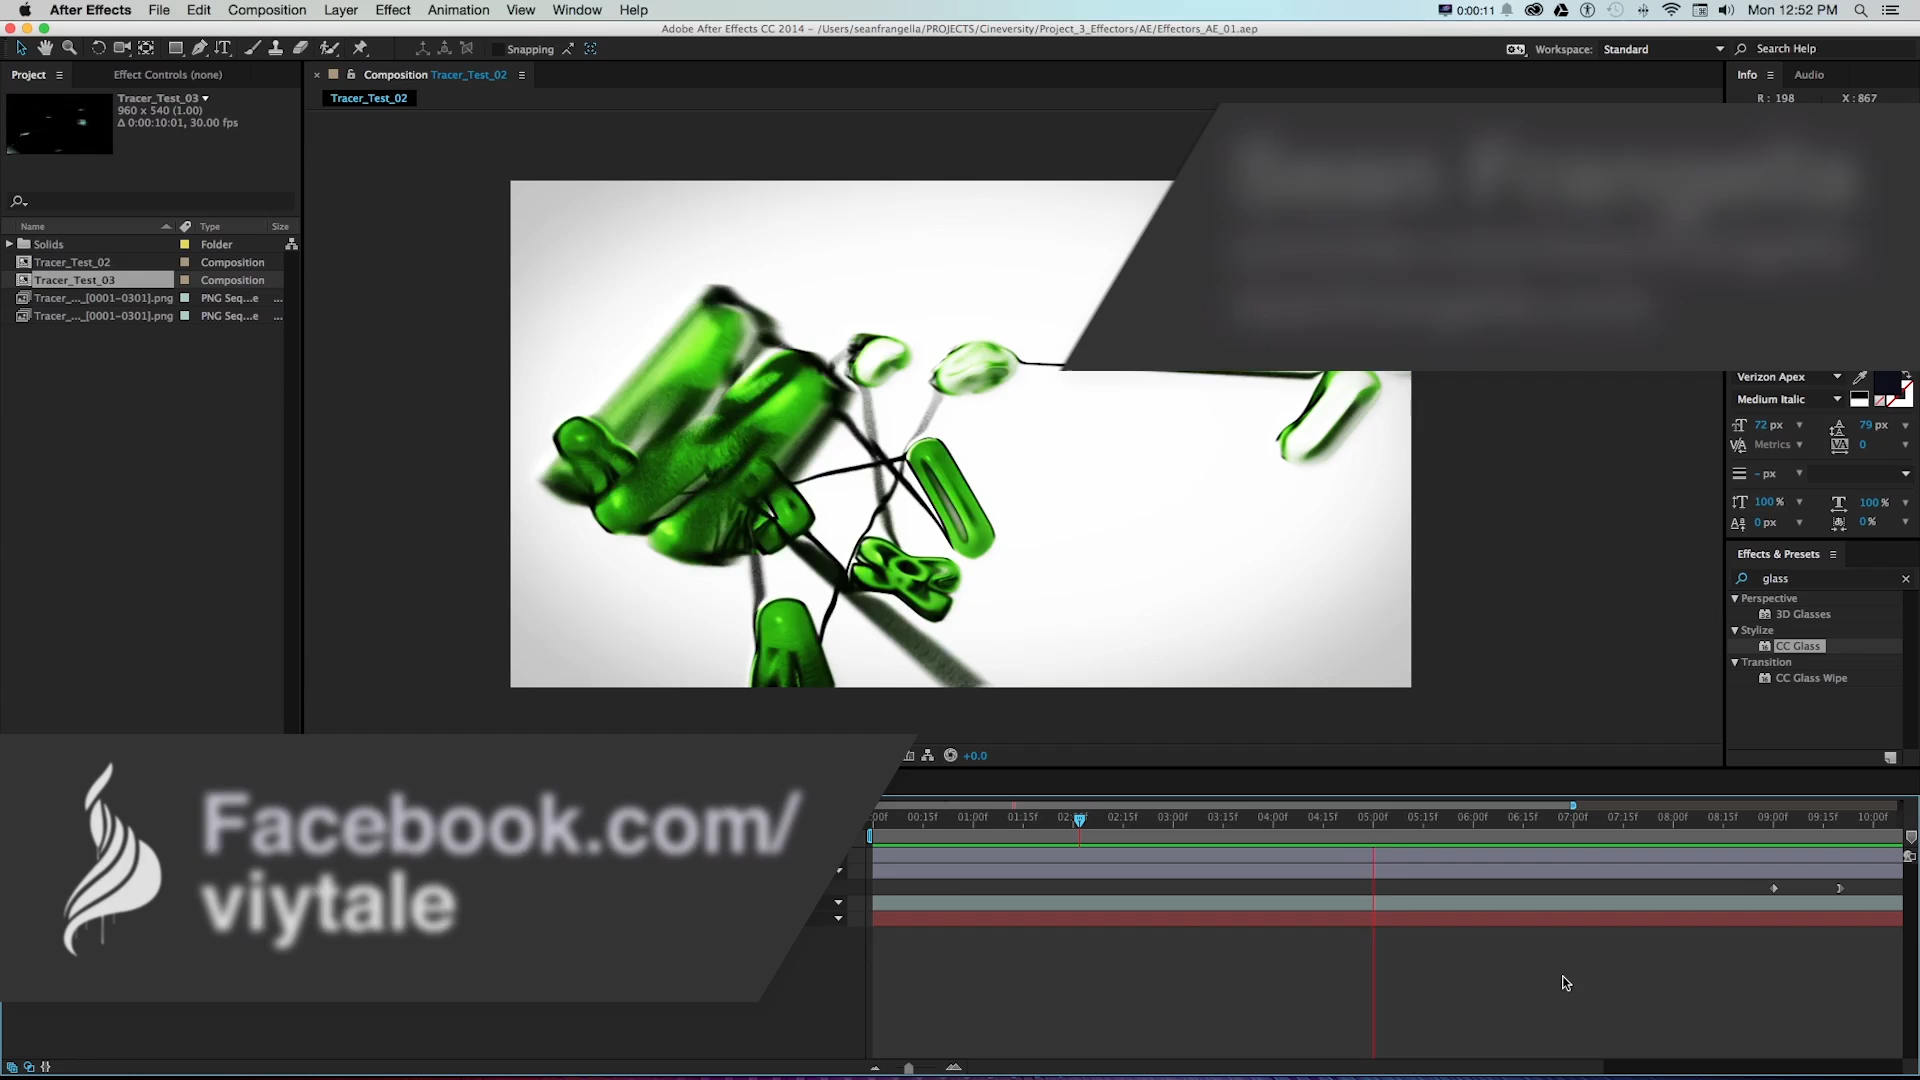 After Effects File Edit Composition Layer Effect Animation View Window Help
0:00:11 Mon 12:52 PM
Adobe After Effects CC 2014 – /Users/seanfrangella/PROJECTS/Cineversity/Project_3_Effectors/AE/Effectors_AE_01.aep
Snapping Workspace: Standard Search Help
Project Effect Controls (none) Composition Tracer_Test_02 Info Audio
Tracer_Test_02
R: 198 X: 867
Tracer_Test_03
960 x 540 (1.00)
Δ 0:00:10:01, 30.00 fps
Name Type Size
Solids Folder
Tracer_Test_02 Composition
Tracer_Test_03 Composition
Tracer_..._[0001-0301].png PNG Seq...e ...
Tracer_..._[0001-0301].png PNG Seq...e ...
Sean Frangella
Verizon Apex
Medium Italic
72 px 79 px
Metrics 0
– px
100 % 100 %
0 px 0 %
Effects & Presets
glass
Perspective
3D Glasses
Stylize
CC Glass
Transition
CC Glass Wipe
+0.0
Facebook.com/
viytale
:00f 00:15f 01:00f 01:15f 02:00f 02:15f 03:00f 03:15f 04:00f 04:15f 05:00f 05:15f 06:00f 06:15f 07:00f 07:15f 08:00f 08:15f 09:00f 09:15f 10:00f